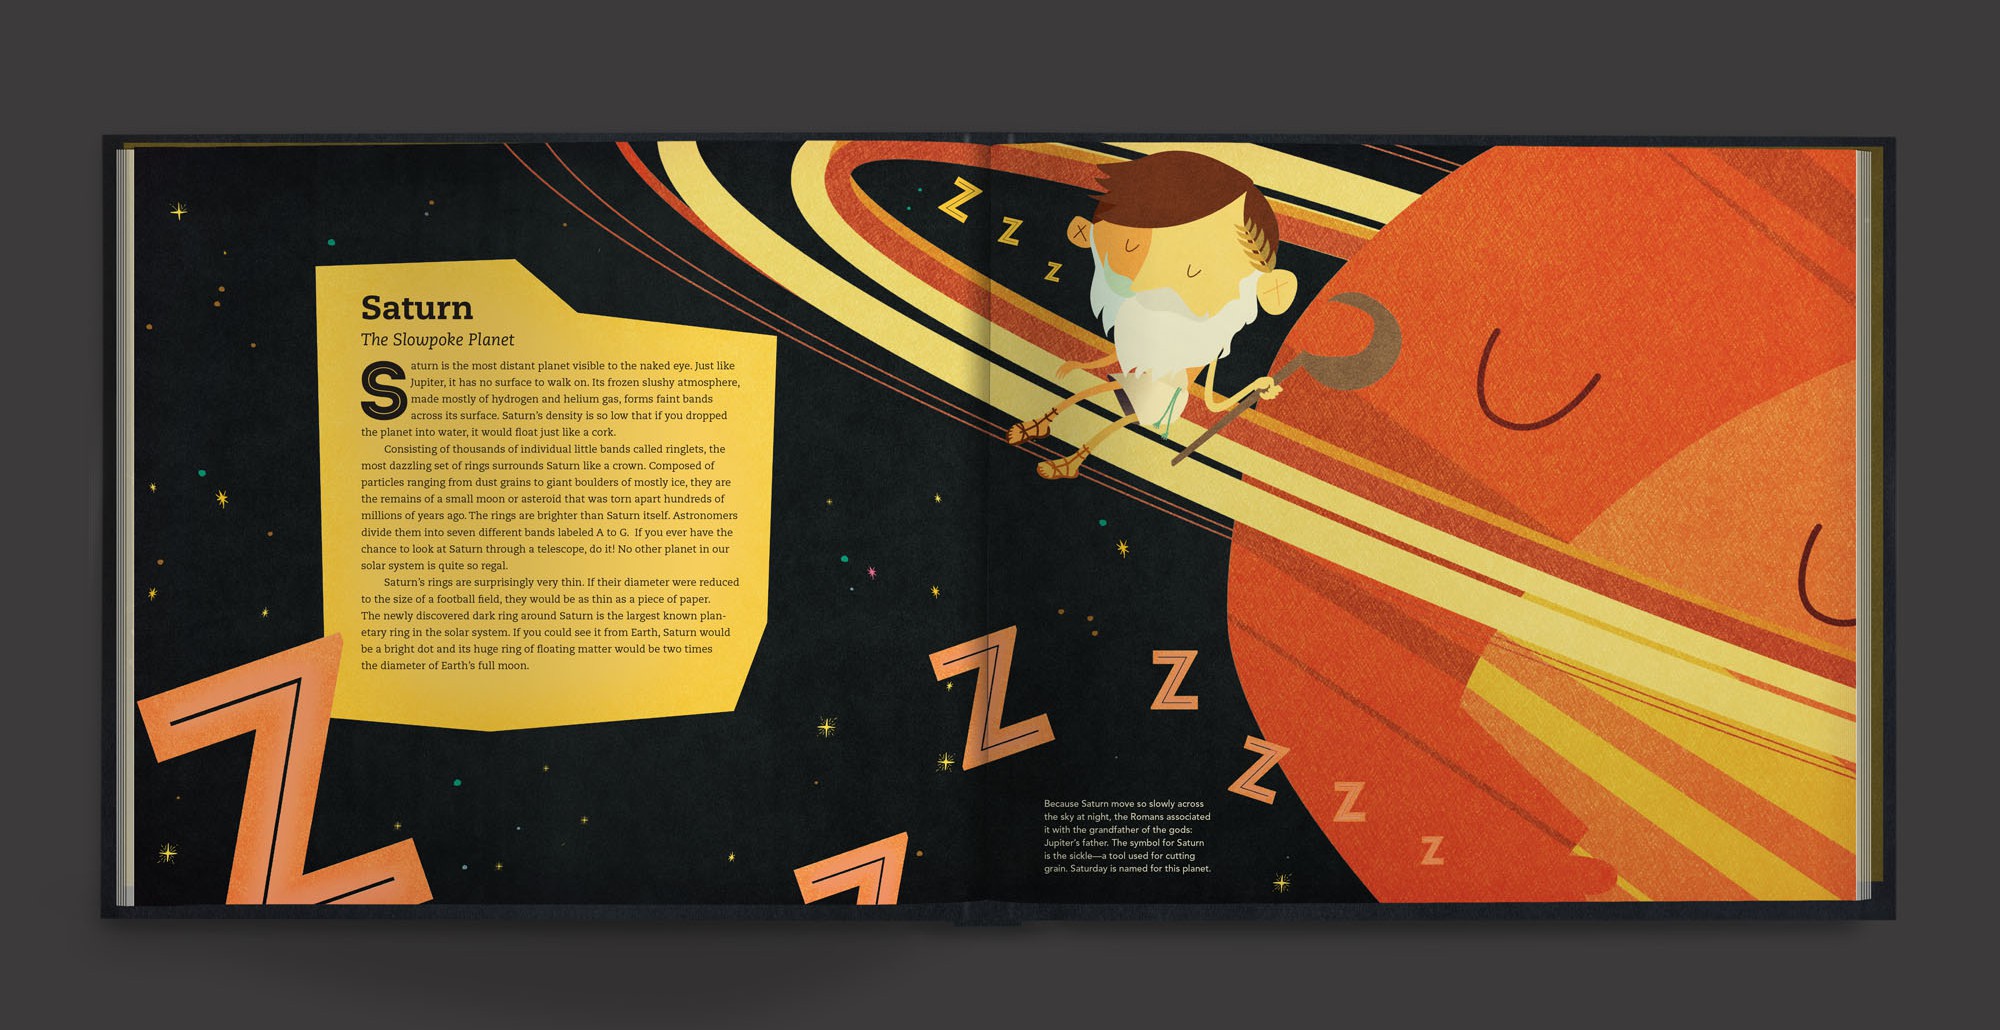 Saturn
The Slowpoke Planet
Saturn is the most distant planet visible to the naked eye. Just like
Jupiter, it has no surface to walk on. Its frozen slushy atmosphere,
made mostly of hydrogen and helium gas, forms faint bands
across its surface. Saturn's density is so low that if you dropped
the planet into water, it would float just like a cork.
Consisting of thousands of individual little bands called ringlets, the
most dazzling set of rings surrounds Saturn like a crown. Composed of
particles ranging from dust grains to giant boulders of mostly ice, they are
the remains of a small moon or asteroid that was torn apart hundreds of
millions of years ago. The rings are brighter than Saturn itself. Astronomers
divide them into seven different bands labeled A to G. If you ever have the
chance to look at Saturn through a telescope, do it! No other planet in our
solar system is quite so regal.
Saturn's rings are surprisingly very thin. If their diameter were reduced
to the size of a football field, they would be as thin as a piece of paper.
The newly discovered dark ring around Saturn is the largest known plan-
etary ring in the solar system. If you could see it from Earth, Saturn would
be a bright dot and its huge ring of floating matter would be two times
the diameter of Earth's full moon.
Z
Z
Z
Z
Z
Z
Z
Z
Z
Z
Because Saturn move so slowly across
the sky at night, the Romans associated
it with the grandfather of the gods:
Jupiter's father. The symbol for Saturn
is the sickle—a tool used for cutting
grain. Saturday is named for this planet.